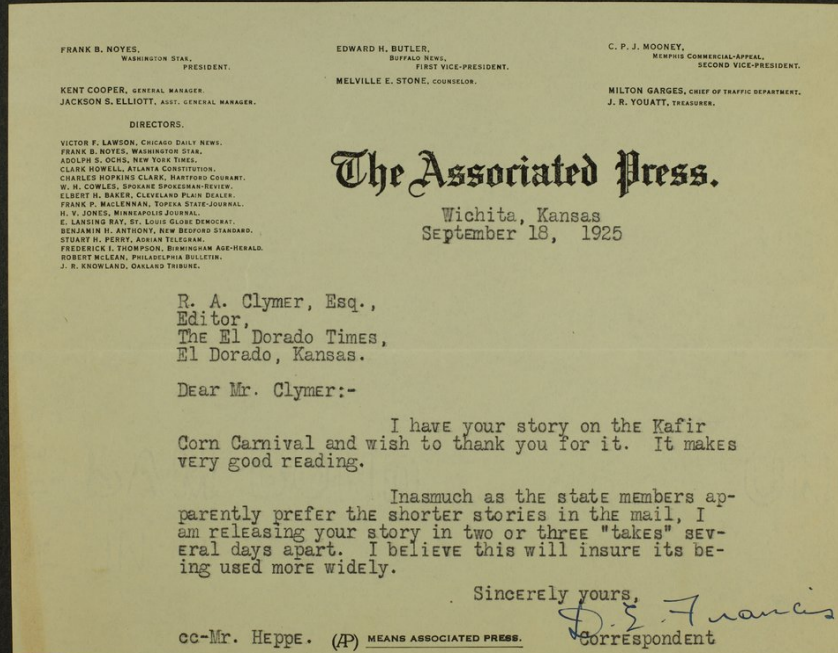 FRANK B. NOYES,
WASHINGTON STAR,
PRESIDENT.
KENT COOPER, GENERAL MANAGER.
JACKSON S. ELLIOTT, ASST. GENERAL MANAGER.
EDWARD H. BUTLER,
BUFFALO NEWS,
FIRST VICE-PRESIDENT.
MELVILLE E. STONE, COUNSELOR.
C. P. J. MOONEY,
MEMPHIS COMMERCIAL-APPEAL,
SECOND VICE-PRESIDENT.
MILTON GARGES, CHIEF OF TRAFFIC DEPARTMENT.
J. R. YOUATT, TREASURER.
DIRECTORS.
VICTOR F. LAWSON, CHICAGO DAILY NEWS.
FRANK B. NOYES, WASHINGTON STAR.
ADOLPH S. OCHS, NEW YORK TIMES.
CLARK HOWELL, ATLANTA CONSTITUTION.
CHARLES HOPKINS CLARK, HARTFORD COURANT.
W. H. COWLES, SPOKANE SPOKESMAN-REVIEW.
ELBERT H. BAKER, CLEVELAND PLAIN DEALER.
FRANK P. MACLENNAN, TOPEKA STATE-JOURNAL.
H. V. JONES, MINNEAPOLIS JOURNAL.
E. LANSING RAY, ST. LOUIS GLOBE DEMOCRAT.
BENJAMIN H. ANTHONY, NEW BEDFORD STANDARD.
STUART H. PERRY, ADRIAN TELEGRAM.
FREDERICK I. THOMPSON, BIRMINGHAM AGE-HERALD.
ROBERT MCLEAN, PHILADELPHIA BULLETIN.
J. R. KNOWLAND, OAKLAND TRIBUNE.
The Associated Press.
Wichita, Kansas
September 18, 1925
R. A. Clymer, Esq.,
Editor,
The El Dorado Times,
El Dorado, Kansas.
Dear Mr. Clymer:-
I have your story on the Kafir
Corn Carnival and wish to thank you for it. It makes
very good reading.
Inasmuch as the state members ap-
parently prefer the shorter stories in the mail, I
am releasing your story in two or three "takes" sev-
eral days apart. I believe this will insure its be-
ing used more widely.
Sincerely yours,
D. E. Francis
Correspondent
cc-Mr. Heppe. (AP) MEANS ASSOCIATED PRESS.